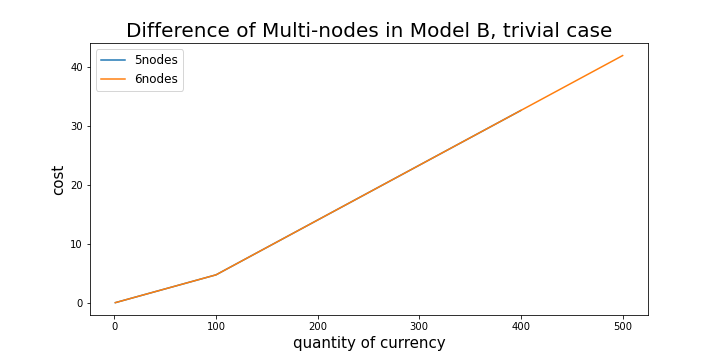 Difference of Multi-nodes in Model B, trivial case
5nodes
6nodes
cost
40
30
20
10
0
0 100 200 300 400 500
quantity of currency